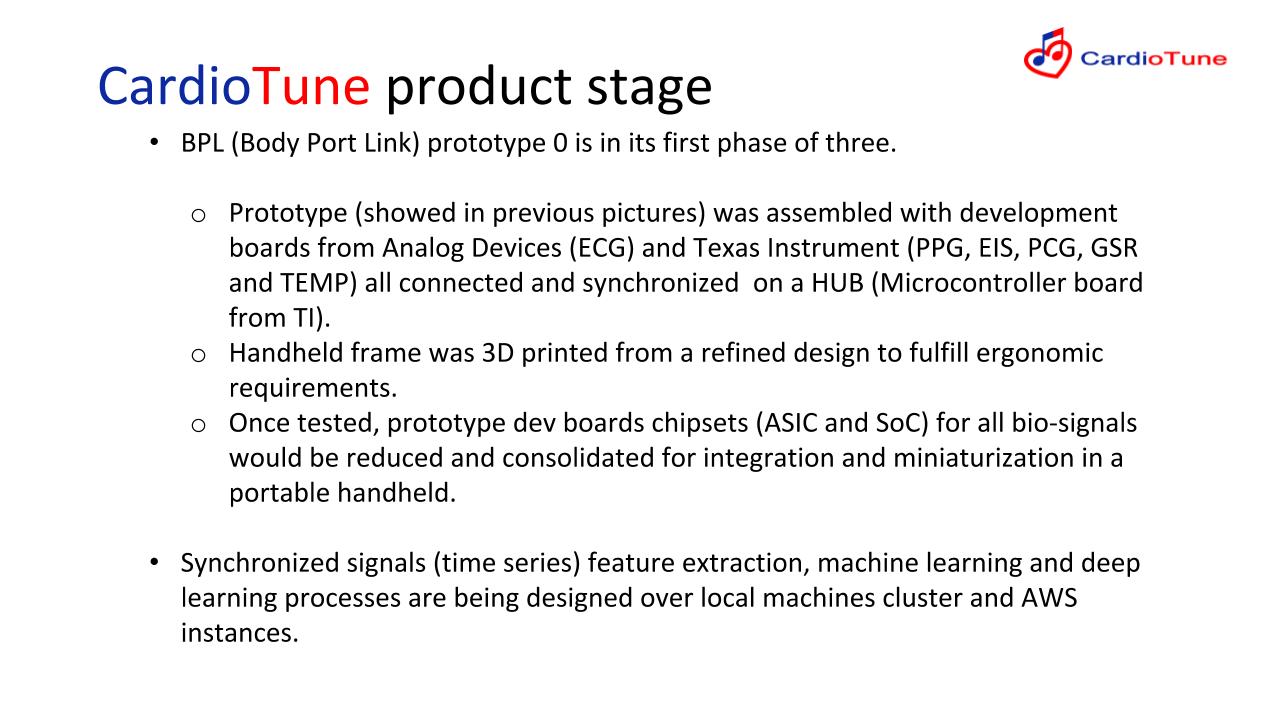 CardioTune
CardioTune product stage
• BPL (Body Port Link) prototype 0 is in its first phase of three.
o Prototype (showed in previous pictures) was assembled with development
boards from Analog Devices (ECG) and Texas Instrument (PPG, EIS, PCG, GSR
and TEMP) all connected and synchronized  on a HUB (Microcontroller board
from TI).
o Handheld frame was 3D printed from a refined design to fulfill ergonomic
requirements.
o Once tested, prototype dev boards chipsets (ASIC and SoC) for all bio-signals
would be reduced and consolidated for integration and miniaturization in a
portable handheld.
• Synchronized signals (time series) feature extraction, machine learning and deep
learning processes are being designed over local machines cluster and AWS
instances.